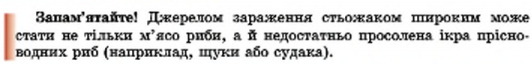 Запам'ятайте! Джерелом зараження стьожаком широким може
стати не тільки м'ясо риби, а й недостатньо просолена ікра прісно-
водних риб (наприклад, щуки або судака).